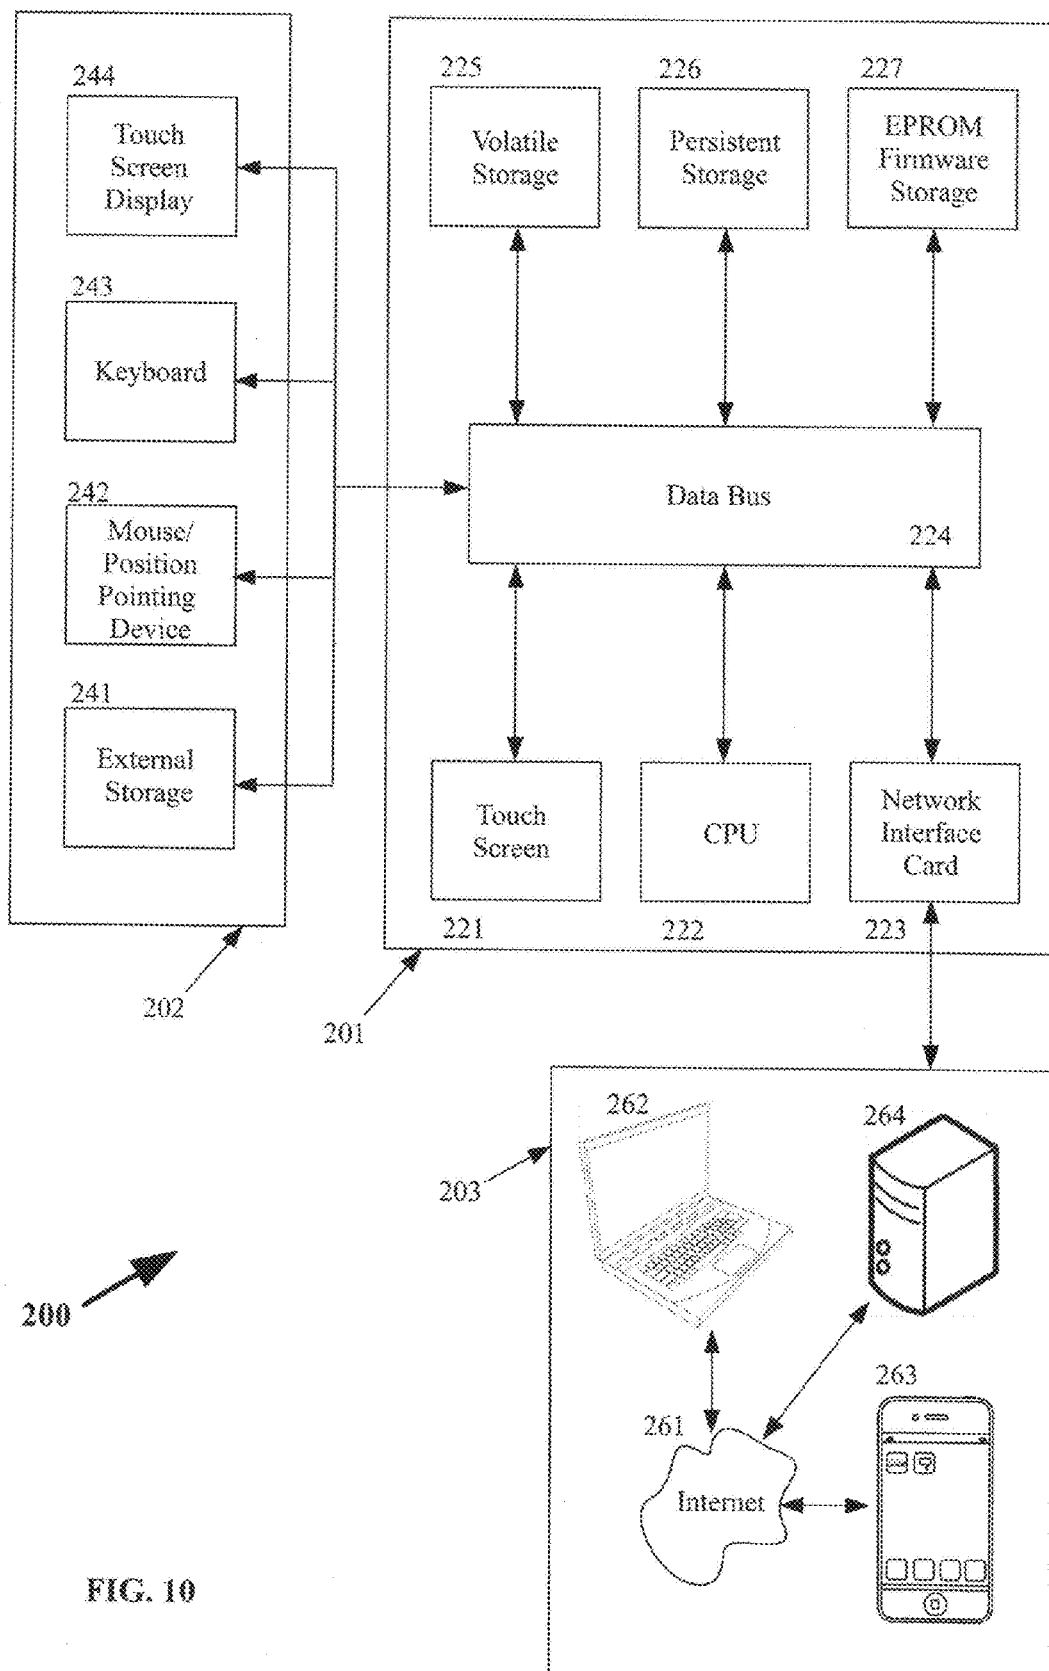 244
Touch
Screen
Display
243
Keyboard
242
Mouse/
Position
Pointing
Device
241
External
Storage
202
225
Volatile
Storage
226
Persistent
Storage
227
EPROM
Firmware
Storage
Data Bus
224
Touch
Screen
221
CPU
222
Network
Interface
Card
223
201
203
262
264
200
261
Internet
263
FIG. 10